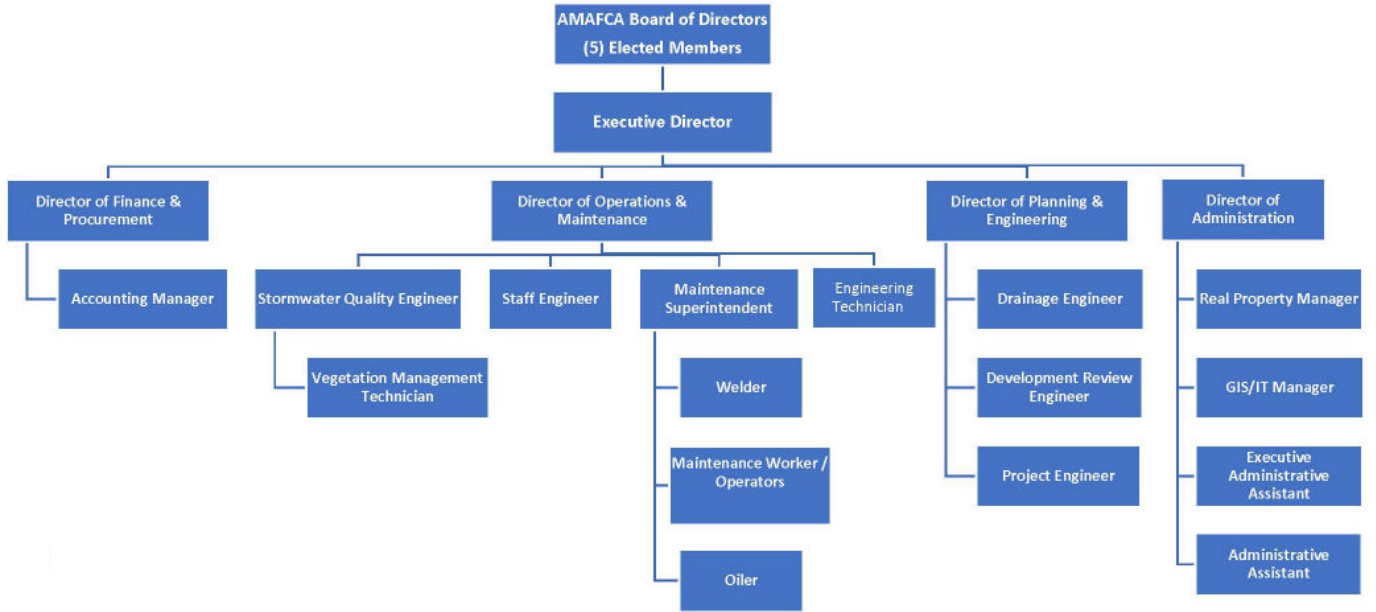 AMAFCA Board of Directors
(5) Elected Members
Executive Director
Director of Finance &
Procurement
Director of Operations &
Maintenance
Director of Planning &
Engineering
Director of
Administration
Accounting Manager
Stormwater Quality Engineer
Staff Engineer
Maintenance
Superintendent
Engineering
Technician
Drainage Engineer
Real Property Manager
Vegetation Management
Technician
Welder
Development Review
Engineer
GIS/IT Manager
Maintenance Worker /
Operators
Project Engineer
Executive
Administrative
Assistant
Oiler
Administrative
Assistant